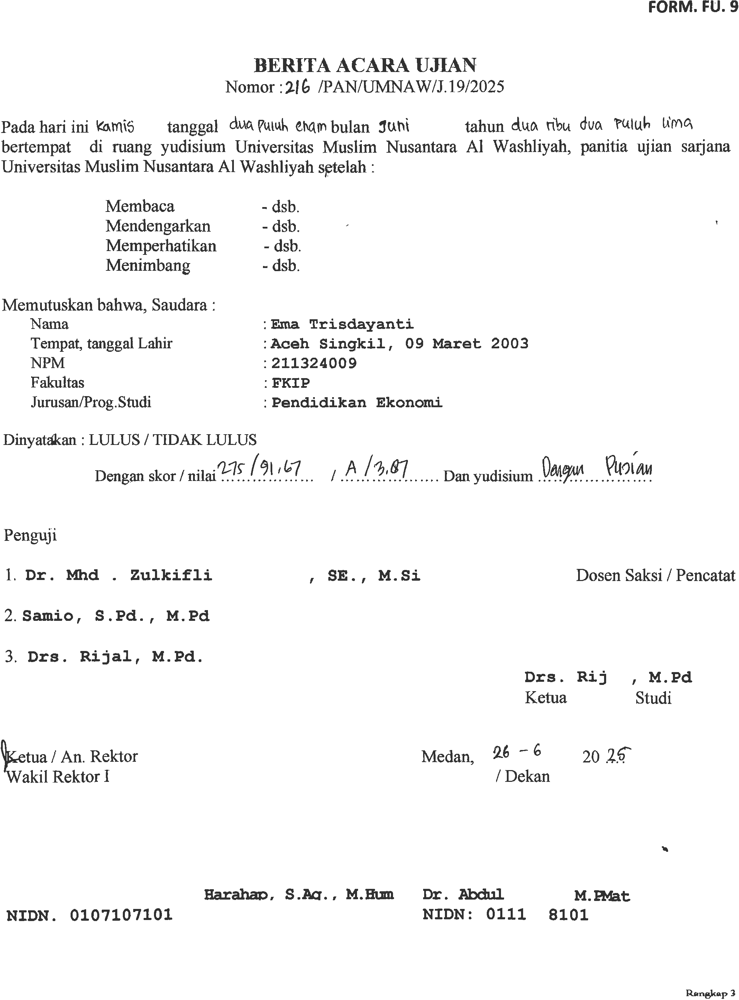 FORM. FU. 9
BERITA ACARA UJIAN
Nomor : 216 /PAN/UMNAW/J.19/2025
Pada hari ini Kamis tanggal dua puluh enam bulan Juni tahun dua ribu dua puluh lima
bertempat di ruang yudisium Universitas Muslim Nusantara Al Washliyah, panitia ujian sarjana
Universitas Muslim Nusantara Al Washliyah setelah :
Membaca - dsb.
Mendengarkan - dsb.
Memperhatikan - dsb.
Menimbang - dsb.
Memutuskan bahwa, Saudara :
Nama : Ema Trisdayanti
Tempat, tanggal Lahir : Aceh Singkil, 09 Maret 2003
NPM : 211324009
Fakultas : FKIP
Jurusan/Prog.Studi : Pendidikan Ekonomi
Dinyatakan : LULUS / TIDAK LULUS
Dengan skor / nilai 275/91,67 / A/3,87 Dan yudisium Dengan Pujian
Penguji
1. Dr. Mhd . Zulkifli , SE., M.Si Dosen Saksi / Pencatat
2. Samio, S.Pd., M.Pd
3. Drs. Rijal, M.Pd.
Drs. Rij , M.Pd
Ketua Studi
Ketua / An. Rektor Medan, 26 - 6 20 25
Wakil Rektor I / Dekan
Harahap, S.Ag., M.Hum Dr. Abdul M.PMat
NIDN. 0107107101 NIDN: 0111 8101
Rangkap 3